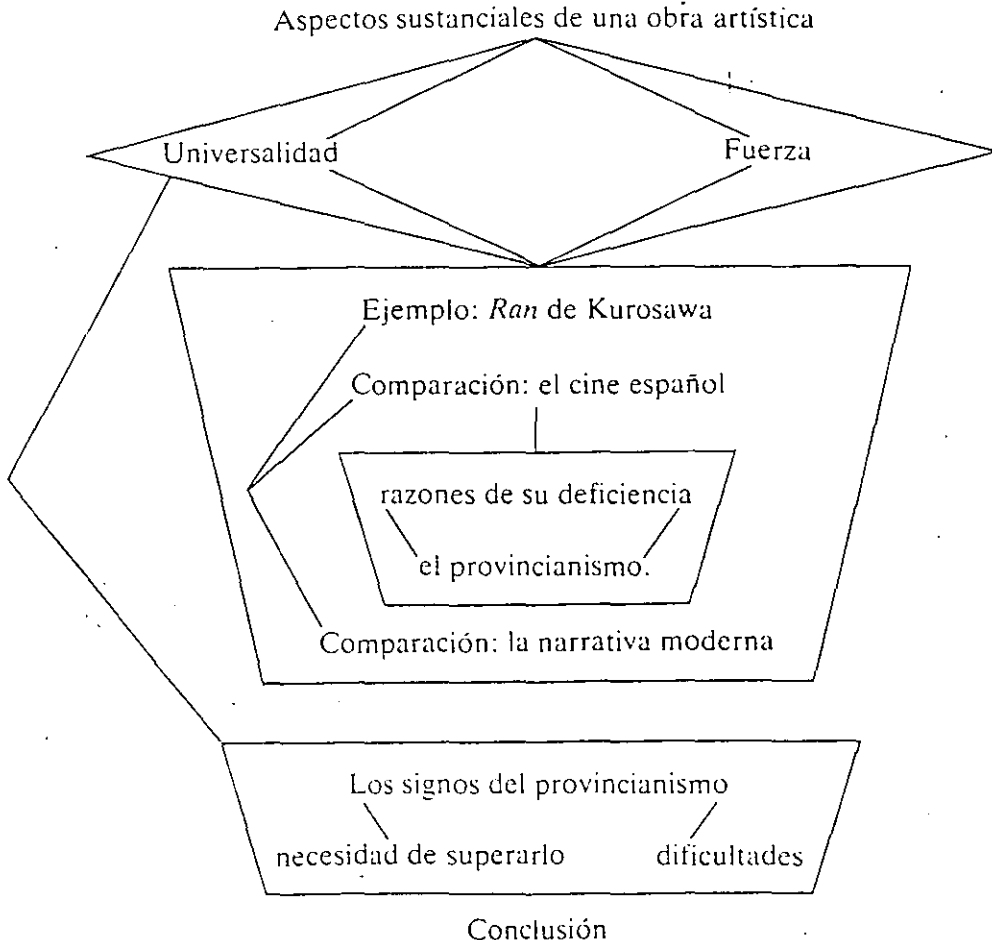 Aspectos sustanciales de una obra artística
Universalidad
Fuerza
Ejemplo: Ran de Kurosawa
Comparación: el cine español
razones de su deficiencia
el provincianismo.
Comparación: la narrativa moderna
Los signos del provincianismo
necesidad de superarlo
dificultades
Conclusión